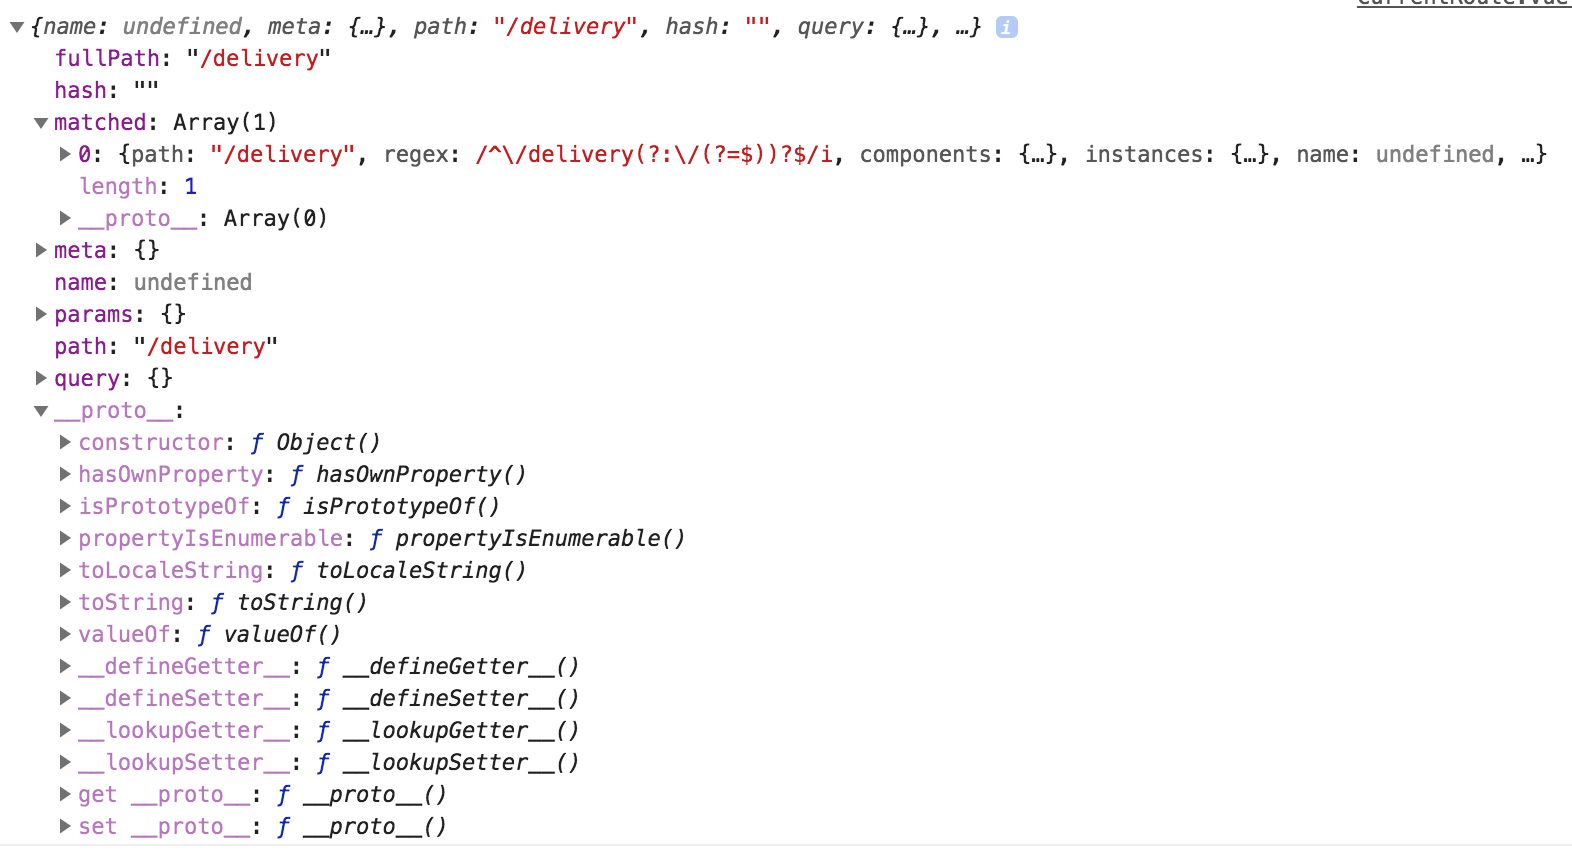 CurrentRoute.vue
▼{name: undefined, meta: {…}, path: "/delivery", hash: "", query: {…}, …} i
fullPath: "/delivery"
hash: ""
▼matched: Array(1)
▶0: {path: "/delivery", regex: /^\/delivery(?:\/(?=$))?$/i, components: {…}, instances: {…}, name: undefined, …}
length: 1
▶__proto__: Array(0)
▶meta: {}
name: undefined
▶params: {}
path: "/delivery"
▶query: {}
▼__proto__:
▶constructor: ƒ Object()
▶hasOwnProperty: ƒ hasOwnProperty()
▶isPrototypeOf: ƒ isPrototypeOf()
▶propertyIsEnumerable: ƒ propertyIsEnumerable()
▶toLocaleString: ƒ toLocaleString()
▶toString: ƒ toString()
▶valueOf: ƒ valueOf()
▶__defineGetter__: ƒ __defineGetter__()
▶__defineSetter__: ƒ __defineSetter__()
▶__lookupGetter__: ƒ __lookupGetter__()
▶__lookupSetter__: ƒ __lookupSetter__()
▶get __proto__: ƒ __proto__()
▶set __proto__: ƒ __proto__()